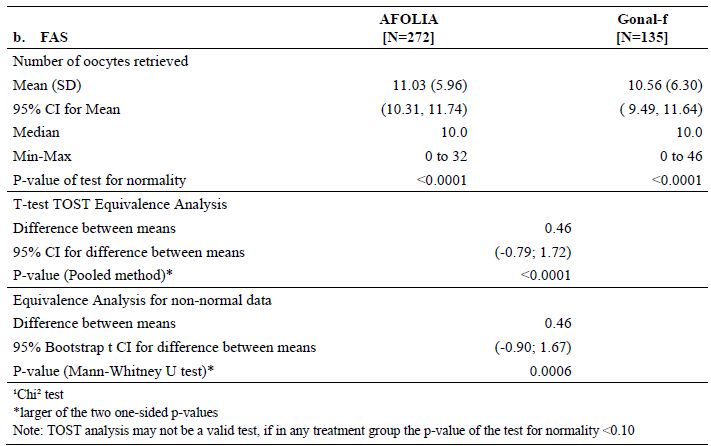 AFOLIA Gonal-f
b. FAS [N=272] [N=135]
Number of oocytes retrieved
Mean (SD) 11.03 (5.96) 10.56 (6.30)
95% CI for Mean (10.31, 11.74) ( 9.49, 11.64)
Median 10.0 10.0
Min-Max 0 to 32 0 to 46
P-value of test for normality <0.0001 <0.0001
T-test TOST Equivalence Analysis
Difference between means 0.46
95% CI for difference between means (-0.79; 1.72)
P-value (Pooled method)* <0.0001
Equivalence Analysis for non-normal data
Difference between means 0.46
95% Bootstrap t CI for difference between means (-0.90; 1.67)
P-value (Mann-Whitney U test)* 0.0006
¹Chi² test
*larger of the two one-sided p-values
Note: TOST analysis may not be a valid test, if in any treatment group the p-value of the test for normality <0.10